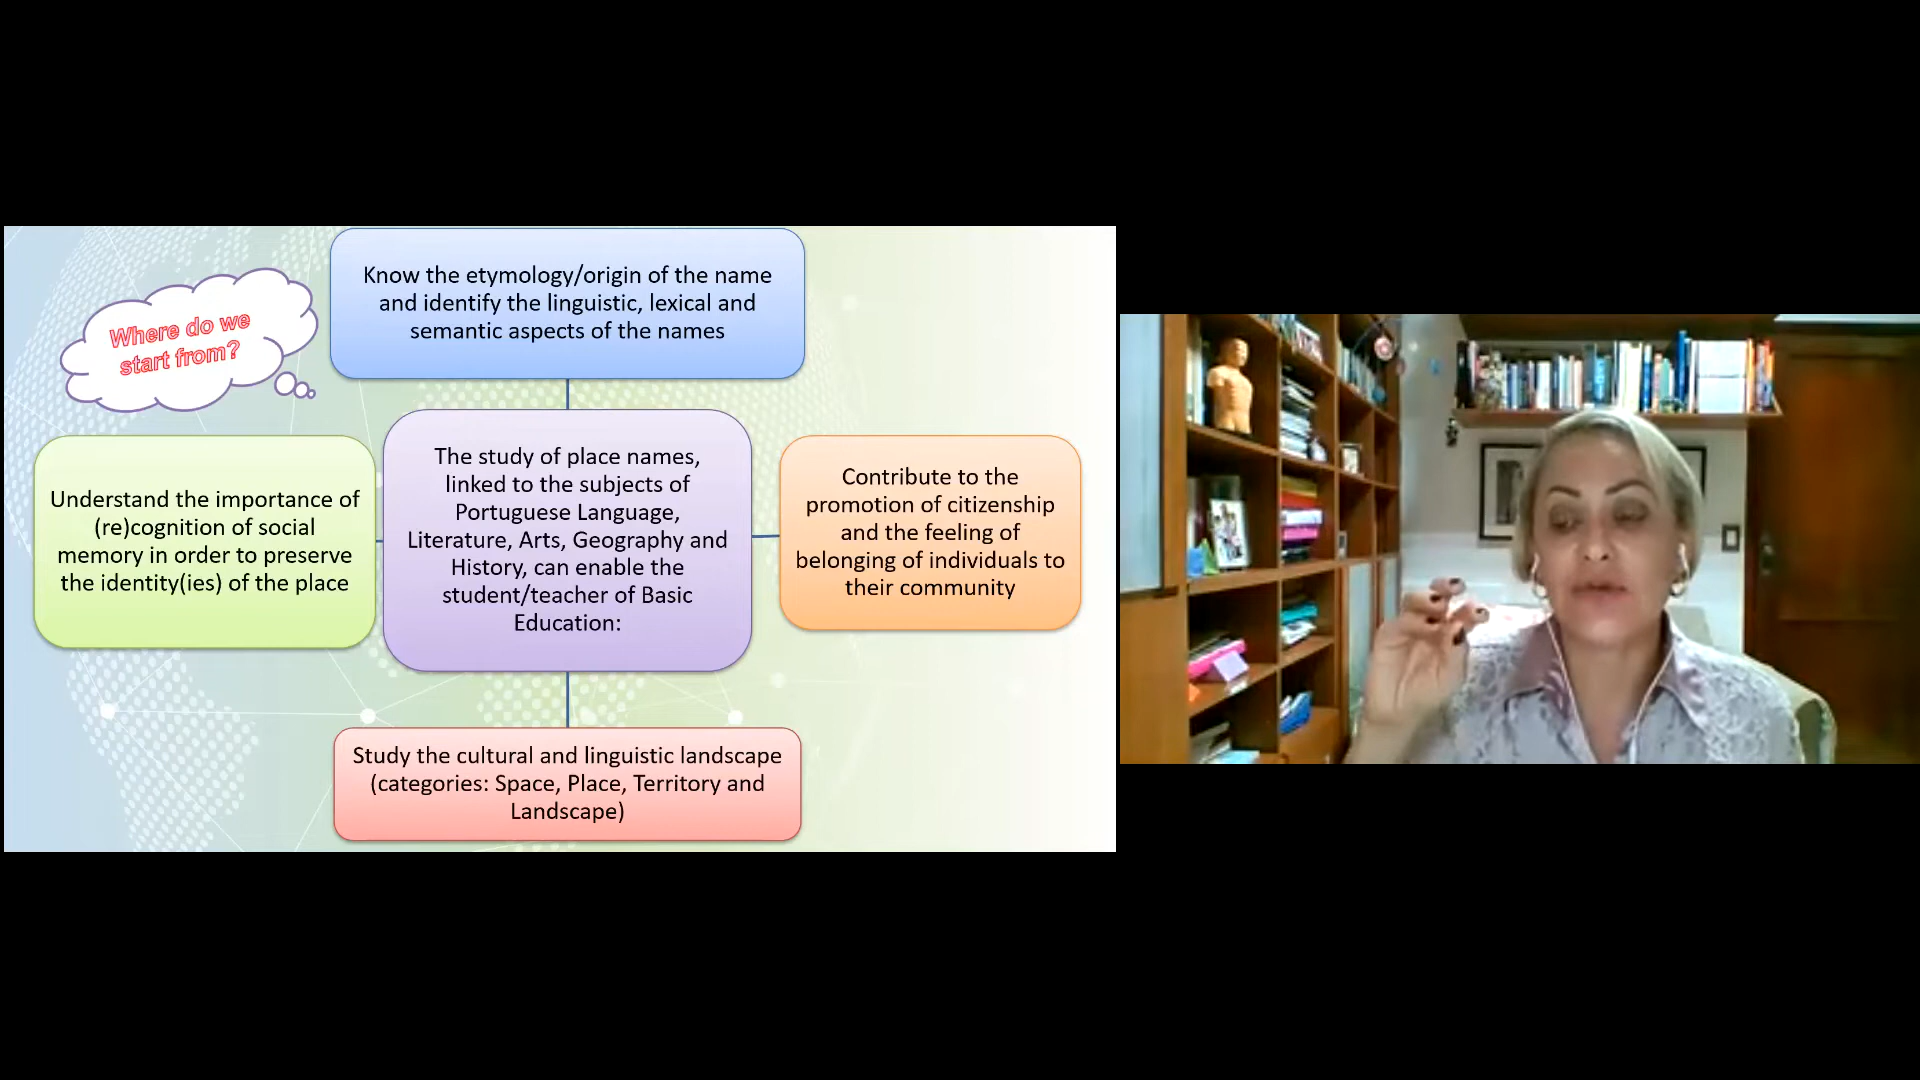 Where do we
start from?
Know the etymology/origin of the name
and identify the linguistic, lexical and
semantic aspects of the names
Understand the importance of
(re)cognition of social
memory in order to preserve
the identity(ies) of the place
The study of place names,
linked to the subjects of
Portuguese Language,
Literature, Arts, Geography and
History, can enable the
student/teacher of Basic
Education:
Contribute to the
promotion of citizenship
and the feeling of
belonging of individuals to
their community
Study the cultural and linguistic landscape
(categories: Space, Place, Territory and
Landscape)